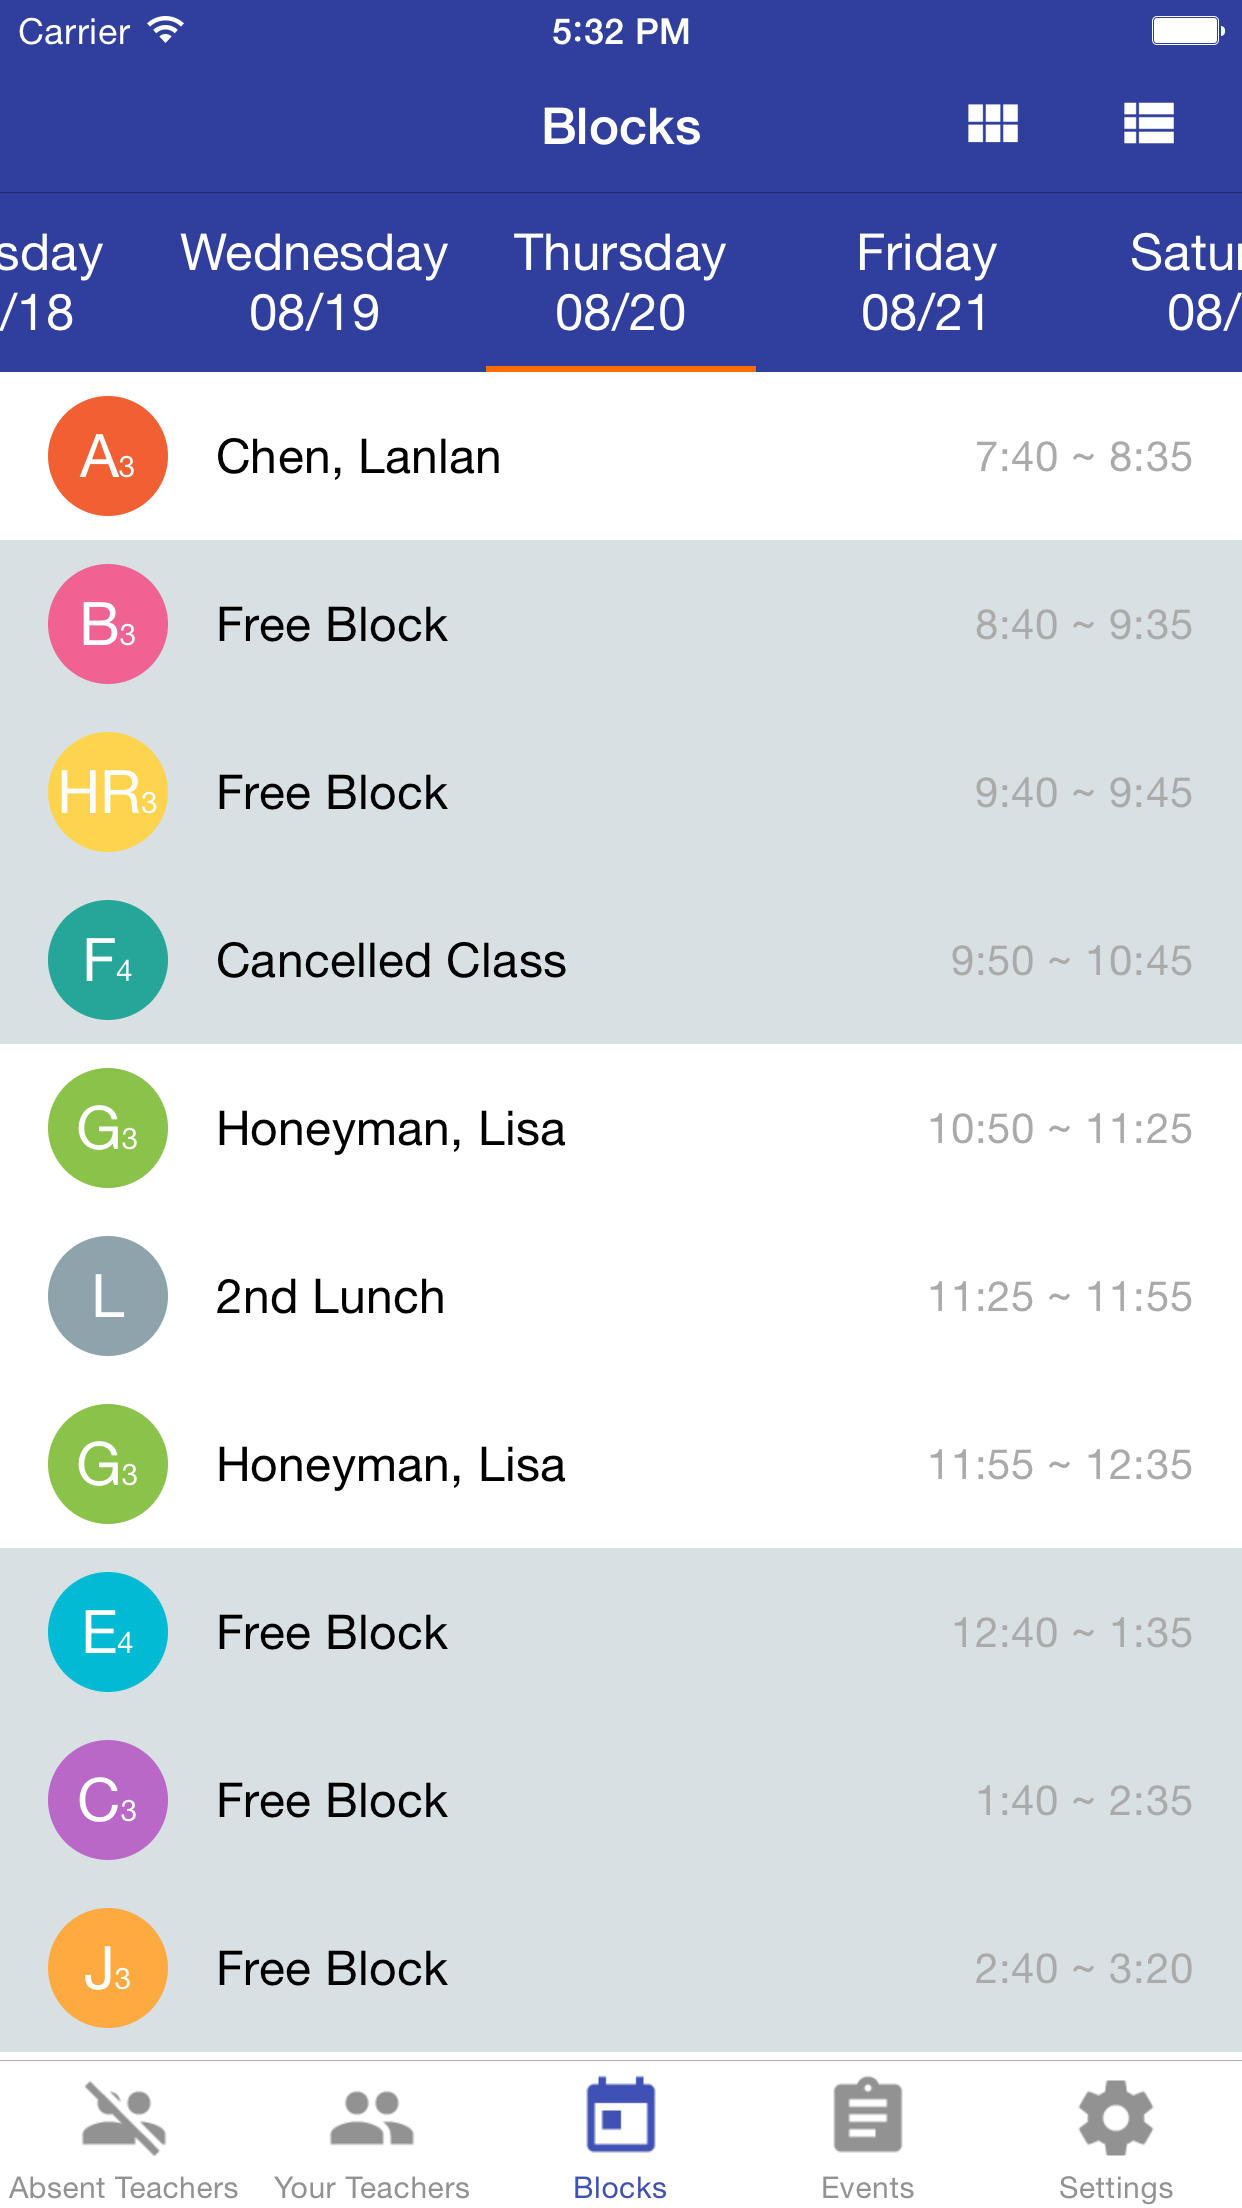 Carrier 5:32 PM
Blocks
sday Wednesday Thursday Friday Satur
/18 08/19 08/20 08/21 08/
A3 Chen, Lanlan 7:40 ~ 8:35
B3 Free Block 8:40 ~ 9:35
HR3 Free Block 9:40 ~ 9:45
F4 Cancelled Class 9:50 ~ 10:45
G3 Honeyman, Lisa 10:50 ~ 11:25
L 2nd Lunch 11:25 ~ 11:55
G3 Honeyman, Lisa 11:55 ~ 12:35
E4 Free Block 12:40 ~ 1:35
C3 Free Block 1:40 ~ 2:35
J3 Free Block 2:40 ~ 3:20
Absent Teachers Your Teachers Blocks Events Settings